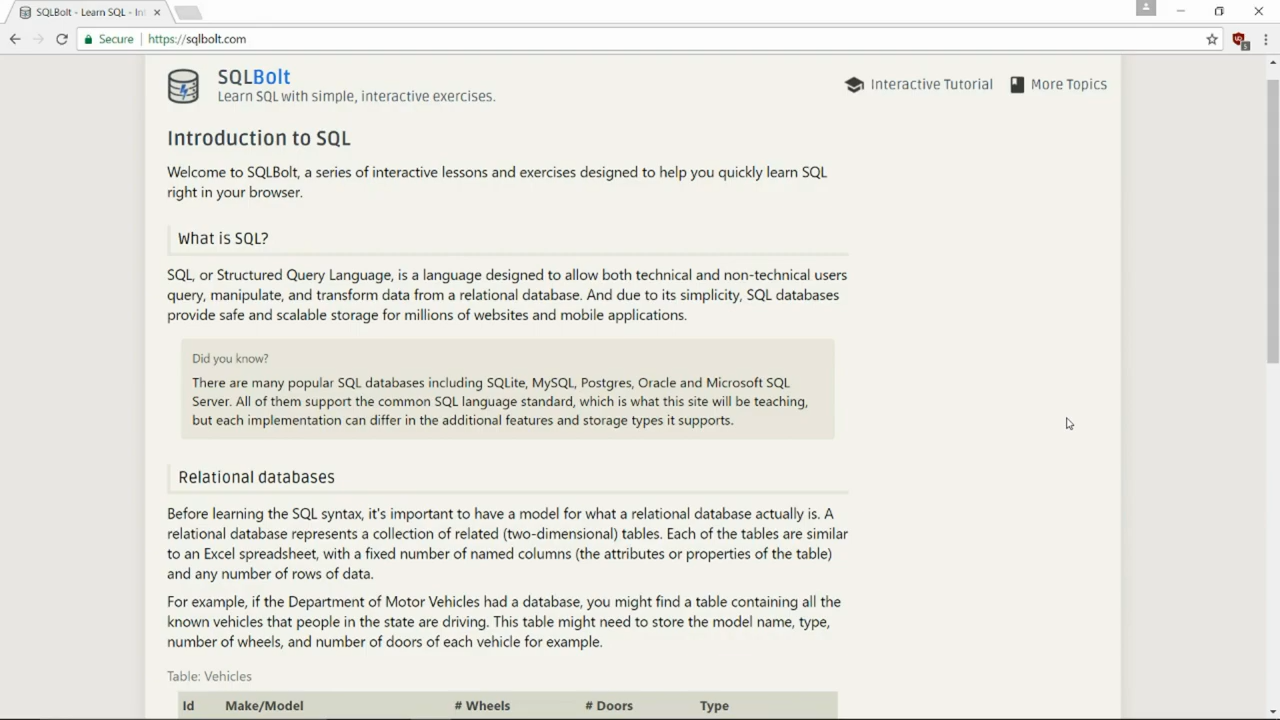 SQLBolt - Learn SQL - In
Secure https://sqlbolt.com
5
SQLBolt
Learn SQL with simple, interactive exercises.
Interactive Tutorial
More Topics
Introduction to SQL
Welcome to SQLBolt, a series of interactive lessons and exercises designed to help you quickly learn SQL
right in your browser.
What is SQL?
SQL, or Structured Query Language, is a language designed to allow both technical and non-technical users
query, manipulate, and transform data from a relational database. And due to its simplicity, SQL databases
provide safe and scalable storage for millions of websites and mobile applications.
Did you know?
There are many popular SQL databases including SQLite, MySQL, Postgres, Oracle and Microsoft SQL
Server. All of them support the common SQL language standard, which is what this site will be teaching,
but each implementation can differ in the additional features and storage types it supports.
Relational databases
Before learning the SQL syntax, it's important to have a model for what a relational database actually is. A
relational database represents a collection of related (two-dimensional) tables. Each of the tables are similar
to an Excel spreadsheet, with a fixed number of named columns (the attributes or properties of the table)
and any number of rows of data.
For example, if the Department of Motor Vehicles had a database, you might find a table containing all the
known vehicles that people in the state are driving. This table might need to store the model name, type,
number of wheels, and number of doors of each vehicle for example.
Table: Vehicles
Id Make/Model # Wheels # Doors Type